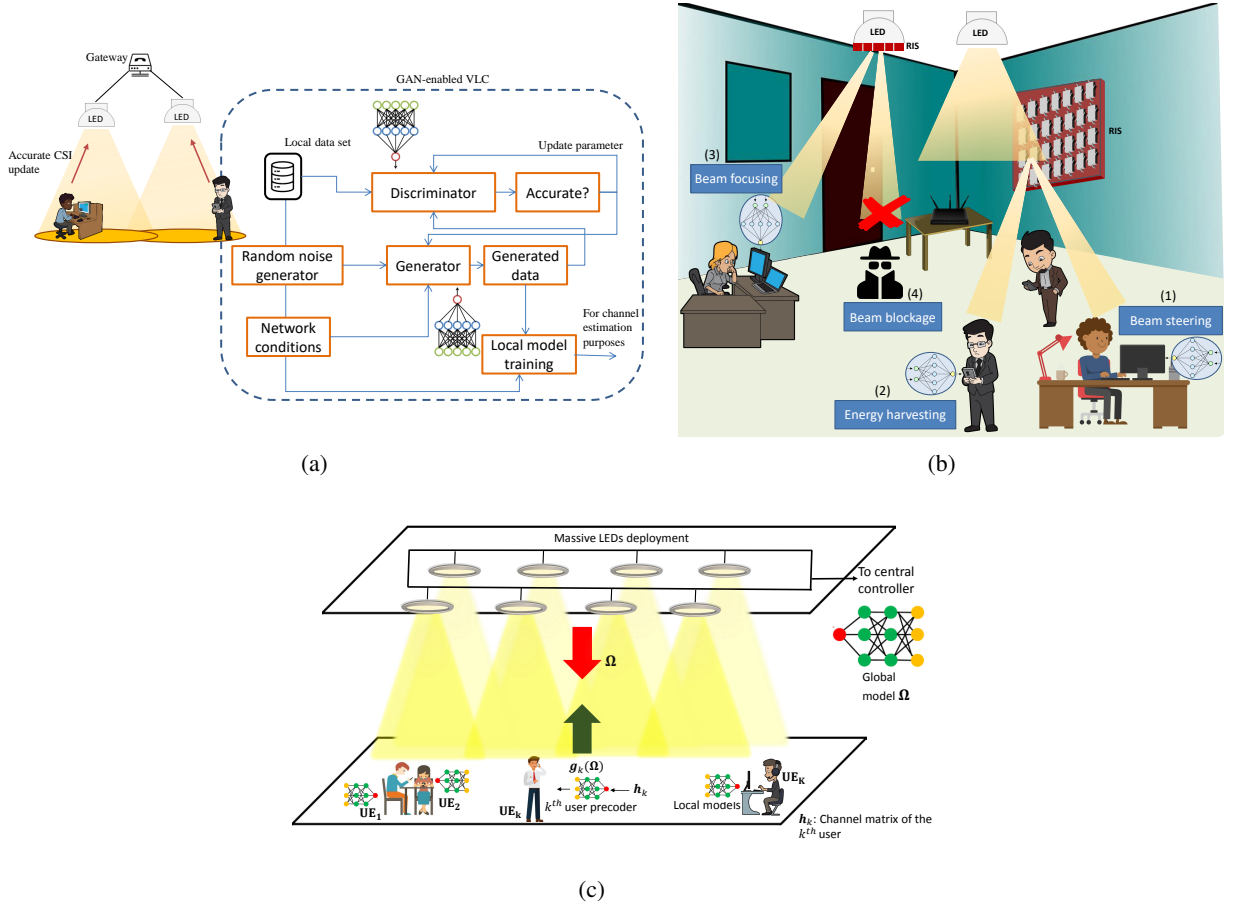 Gateway
LED
LED
Accurate CSI
update
GAN-enabled VLC
Local data set
Update parameter
Discriminator
Accurate?
Random noise
generator
Generator
Generated
data
Network
conditions
For channel
estimation
purposes
Local model
training
(a)
LED
RIS
LED
RIS
(3)
Beam focusing
(4)
Beam blockage
(1)
Beam steering
(2)
Energy harvesting
(b)
Massive LEDs deployment
To central
controller
Ω
Global
model Ω
g_k(Ω)
UE_1
UE_2
UE_k
k^th user precoder
h_k
Local models
UE_K
h_k: Channel matrix of the
k^th user
(c)